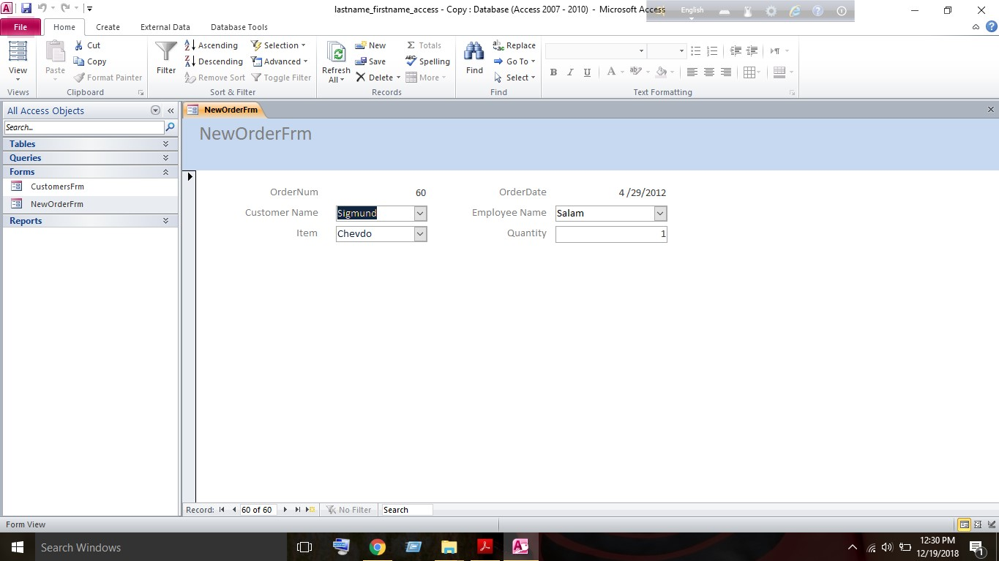 lastname_firstname_access - Copy : Database (Access 2007 - 2010) - Microsoft Access
English
File Home Create External Data Database Tools
View
Views
Paste
Cut
Copy
Format Painter
Clipboard
Filter
Ascending
Descending
Remove Sort
Selection
Advanced
Toggle Filter
Sort & Filter
Refresh
All
New
Save
Delete
Totals
Spelling
More
Records
Find
Replace
Go To
Select
Find
B I U A
Text Formatting
All Access Objects
Search...
Tables
Queries
Forms
CustomersFrm
NewOrderFrm
Reports
NewOrderFrm
NewOrderFrm
OrderNum 60 OrderDate 4 /29/2012
Customer Name Sigmund Employee Name Salam
Item Chevdo Quantity 1
Record: 60 of 60 No Filter Search
Form View
Search Windows
12:30 PM
12/19/2018
1